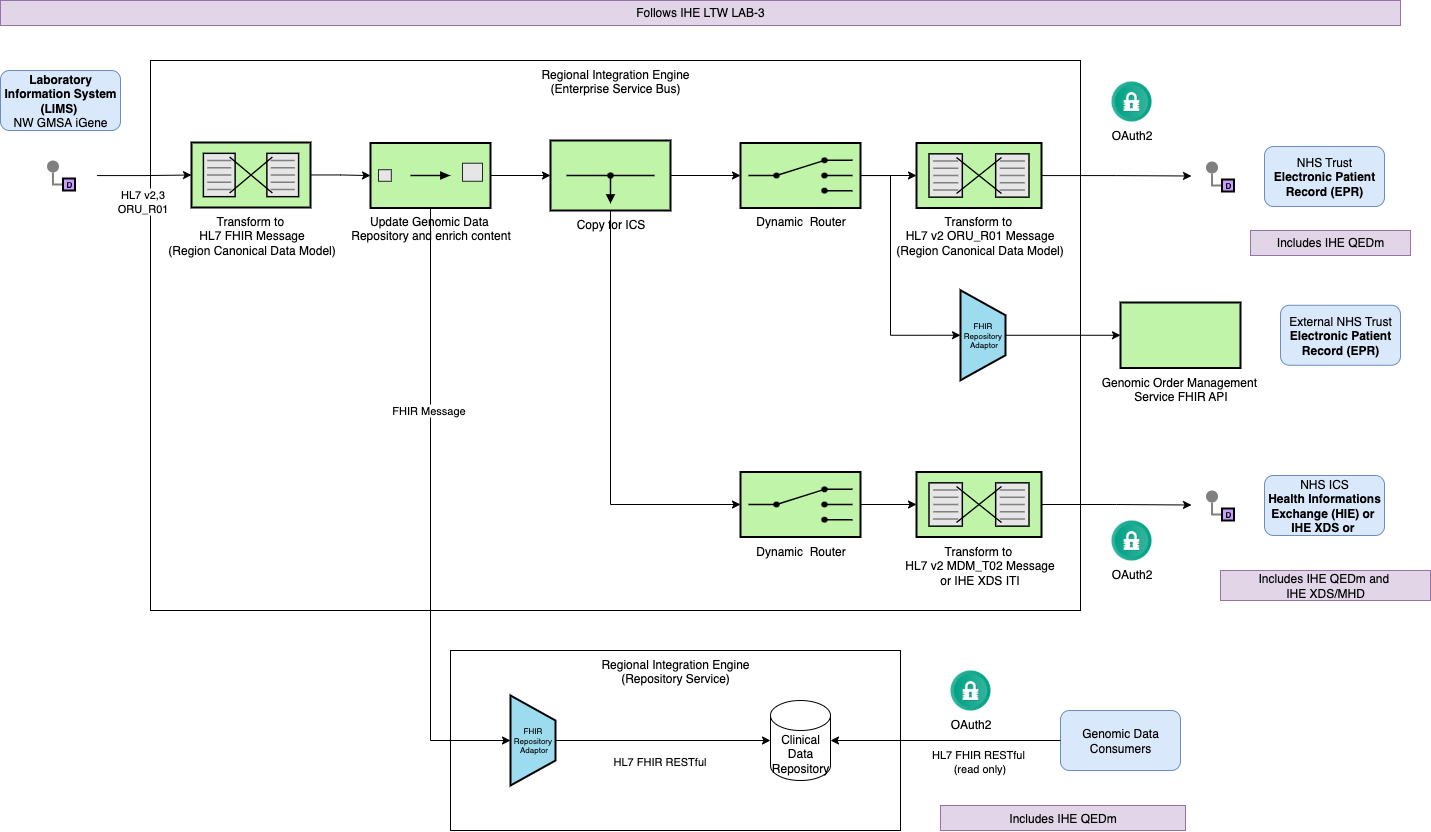 Follows IHE LTW LAB-3
Regional Integration Engine
(Enterprise Service Bus)
Laboratory
Information System
(LIMS)
NW GMSA iGene
D
HL7 v2,3
ORU_R01
Transform to
HL7 FHIR Message
(Region Canonical Data Model)
Update Genomic Data
Repository and enrich content
Copy for ICS
Dynamic Router
Transform to
HL7 v2 ORU_R01 Message
(Region Canonical Data Model)
OAuth2
D
NHS Trust
Electronic Patient
Record (EPR)
Includes IHE QEDm
FHIR
Repository
Adaptor
Genomic Order Management
Service FHIR API
External NHS Trust
Electronic Patient
Record (EPR)
FHIR Message
Dynamic Router
Transform to
HL7 v2 MDM_T02 Message
or IHE XDS ITI
D
OAuth2
NHS ICS
Health Informations
Exchange (HIE) or
IHE XDS or
Includes IHE QEDm and
IHE XDS/MHD
Regional Integration Engine
(Repository Service)
FHIR
Repository
Adaptor
HL7 FHIR RESTful
Clinical
Data
Repository
OAuth2
HL7 FHIR RESTful
(read only)
Genomic Data
Consumers
Includes IHE QEDm